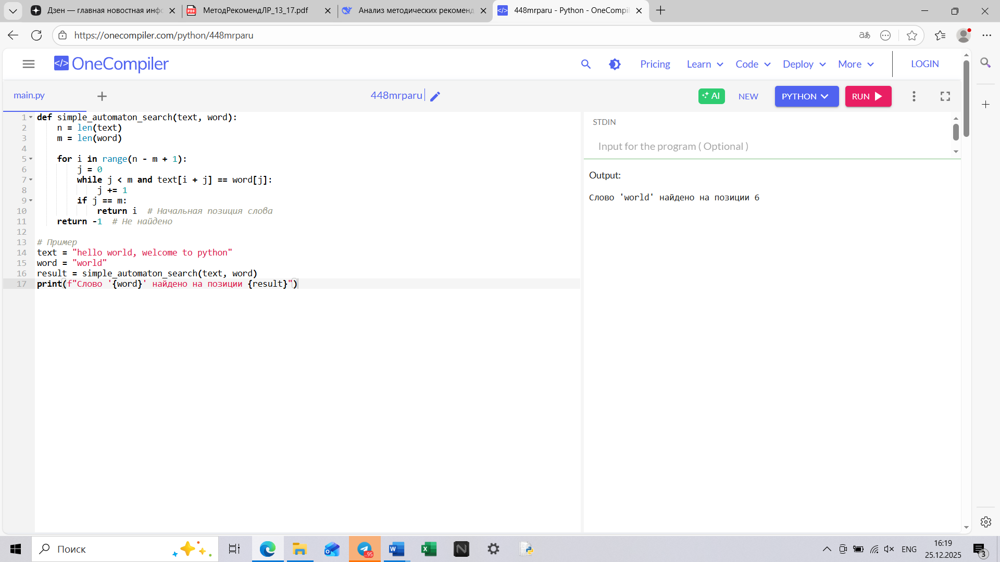 Дзен — главная новостная инфо
МетодРекомендЛР_13_17.pdf
Анализ методических рекоменд
448mrparu - Python - OneCompil
https://onecompiler.com/python/448mrparu
OneCompiler
Pricing
Learn
Code
Deploy
More
LOGIN
main.py
448mrparu
AI
NEW
PYTHON
RUN
1 def simple_automaton_search(text, word):
2     n = len(text)
3     m = len(word)
4
5     for i in range(n - m + 1):
6         j = 0
7         while j < m and text[i + j] == word[j]:
8             j += 1
9         if j == m:
10             return i  # Начальная позиция слова
11     return -1  # Не найдено
12
13 # Пример
14 text = "hello world, welcome to python"
15 word = "world"
16 result = simple_automaton_search(text, word)
17 print(f"Слово '{word}' найдено на позиции {result}")
STDIN
Input for the program ( Optional )
Output:
Слово 'world' найдено на позиции 6
Поиск
..95
ENG
16:19
25.12.2025
3